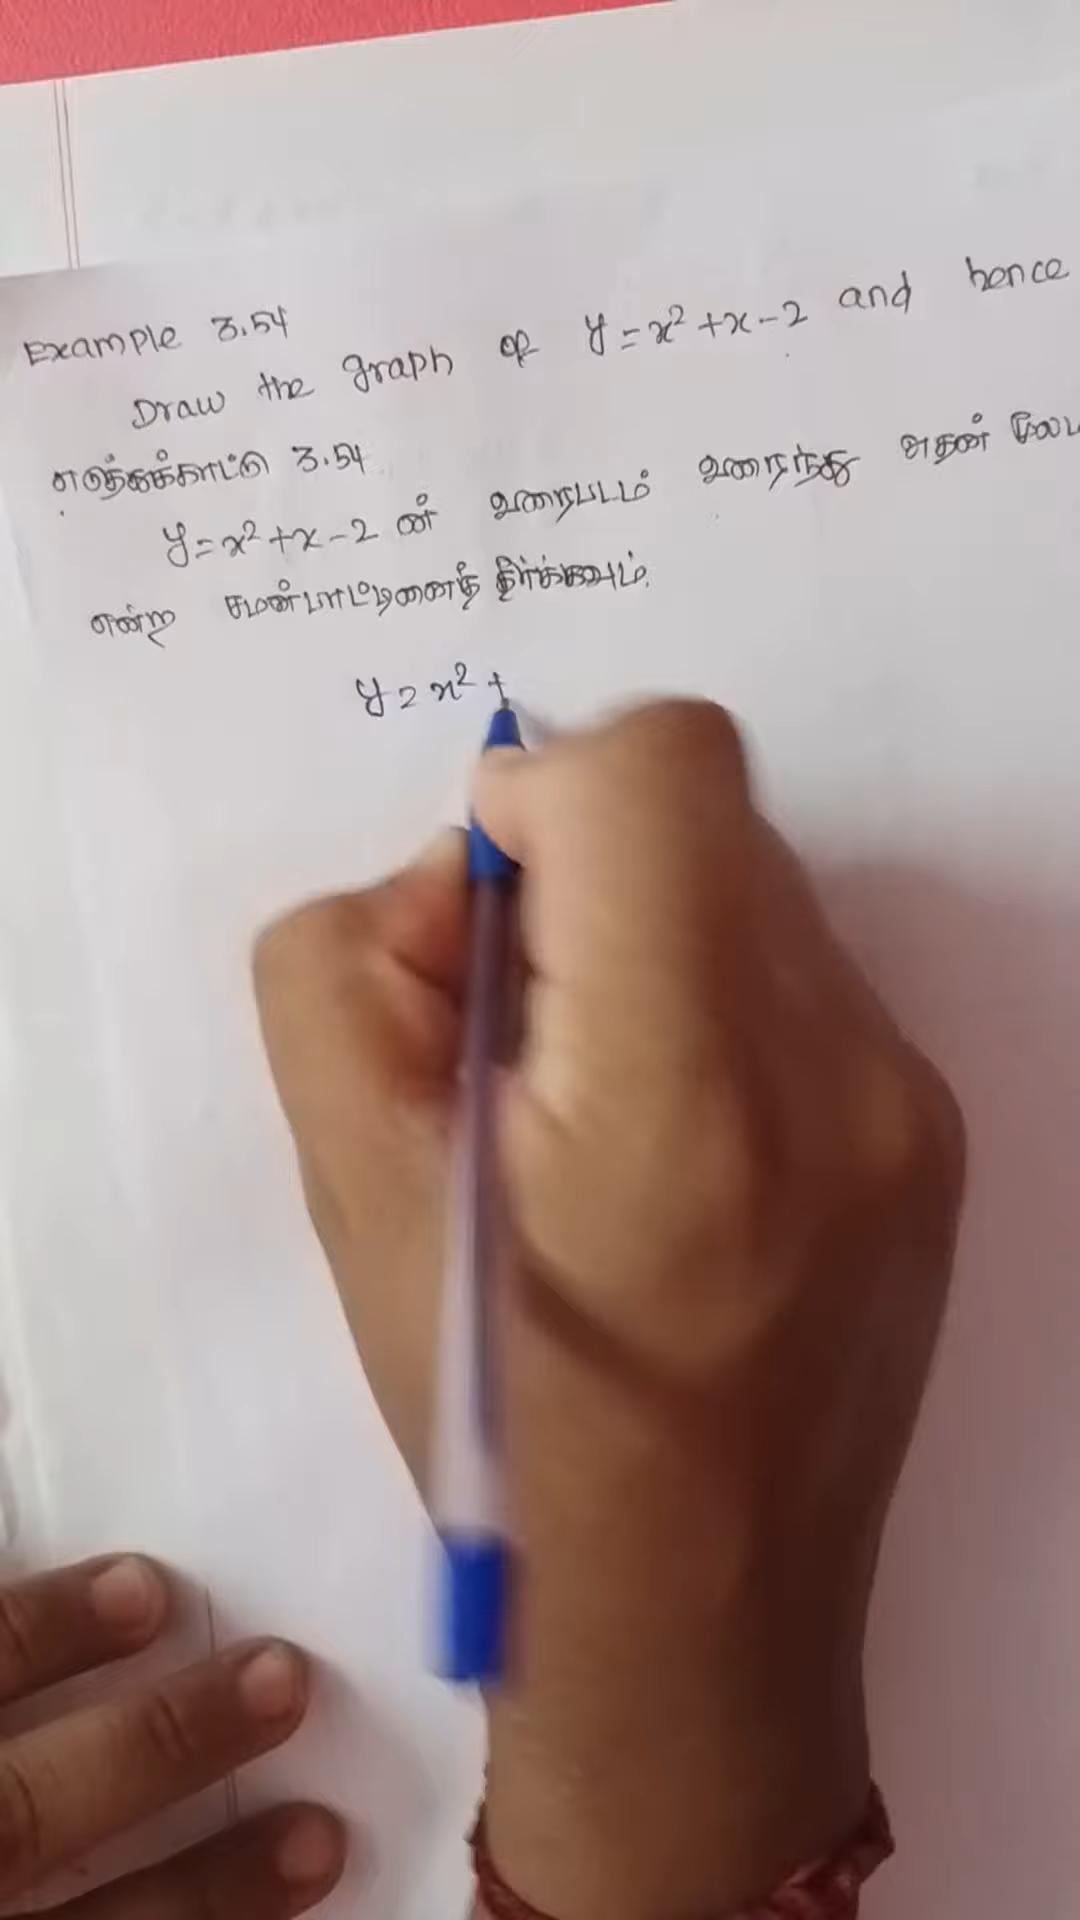 Example 3.54
Draw the graph of y = x² + x - 2 and hence
எடுத்துக்காட்டு 3.54
y = x² + x - 2 ன் வரைபடம் வரைந்து அதன்
என்ற சமன்பாட்டினைத் தீர்க்கவும்.
y = x² +